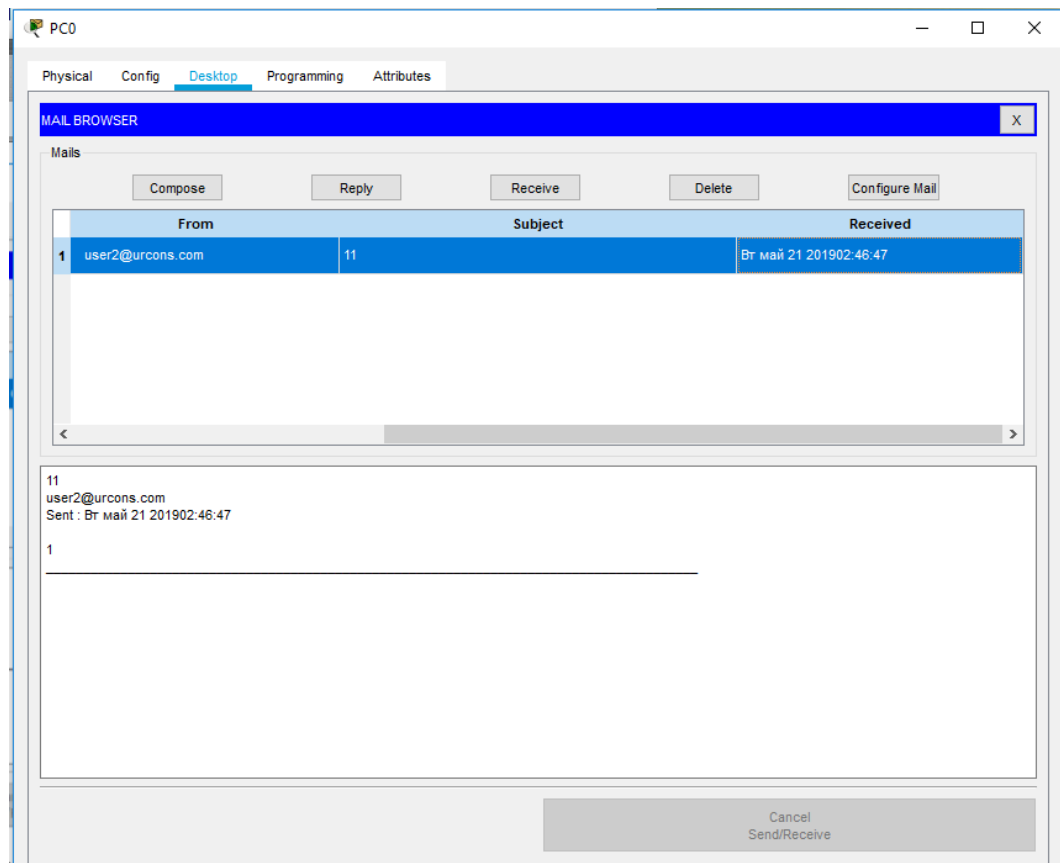 PC0
Physical Config Desktop Programming Attributes
MAIL BROWSER X
Mails
Compose Reply Receive Delete Configure Mail
From Subject Received
1 user2@urcons.com 11 Вт май 21 201902:46:47
11
user2@urcons.com
Sent : Вт май 21 201902:46:47
1
Cancel
Send/Receive